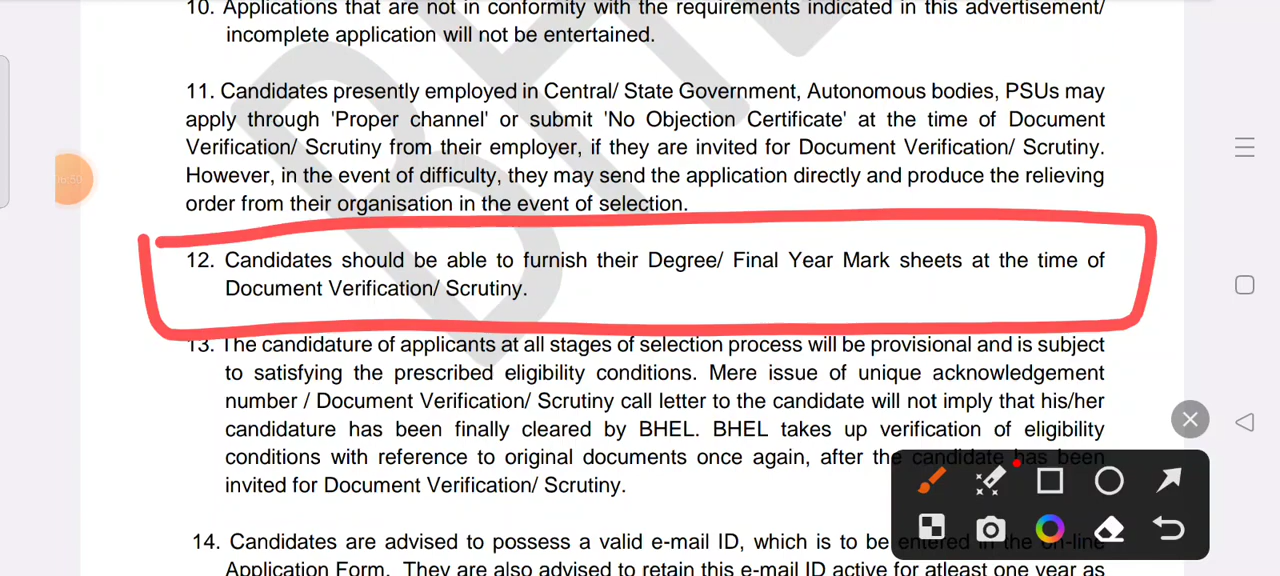 10. Applications that are not in conformity with the requirements indicated in this advertisement/
incomplete application will not be entertained.
11. Candidates presently employed in Central/ State Government, Autonomous bodies, PSUs may
apply through 'Proper channel' or submit 'No Objection Certificate' at the time of Document
Verification/ Scrutiny from their employer, if they are invited for Document Verification/ Scrutiny.
However, in the event of difficulty, they may send the application directly and produce the relieving
order from their organisation in the event of selection.
12. Candidates should be able to furnish their Degree/ Final Year Mark sheets at the time of
Document Verification/ Scrutiny.
13. The candidature of applicants at all stages of selection process will be provisional and is subject
to satisfying the prescribed eligibility conditions. Mere issue of unique acknowledgement
number / Document Verification/ Scrutiny call letter to the candidate will not imply that his/her
candidature has been finally cleared by BHEL. BHEL takes up verification of eligibility
conditions with reference to original documents once again, after the candidate has been
invited for Document Verification/ Scrutiny.
14. Candidates are advised to possess a valid e-mail ID, which is to be entered in the on-line
Application Form. They are also advised to retain this e-mail ID active for atleast one year as
BHEL